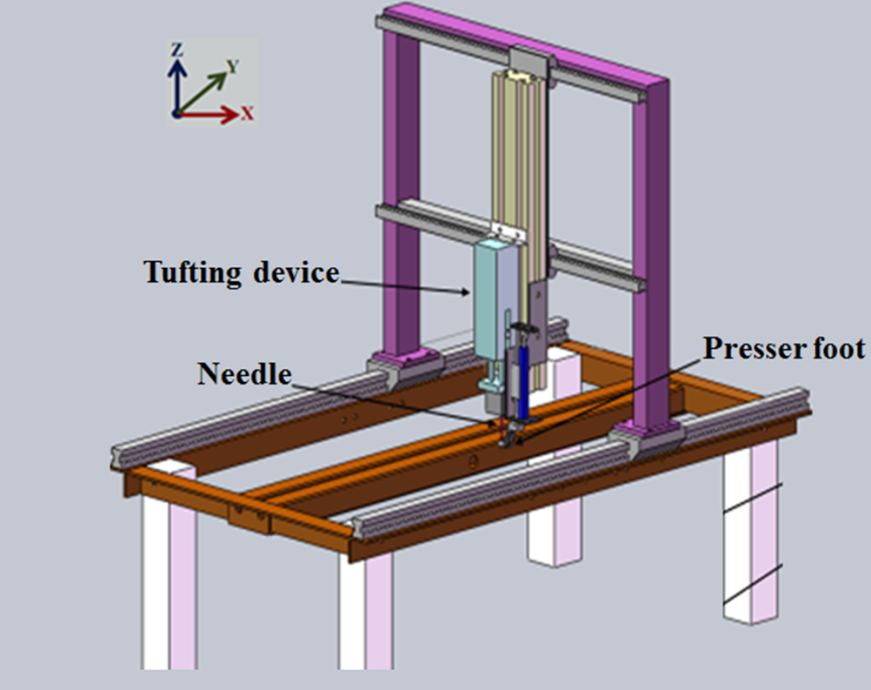 Z
Y
X
Tufting device
Presser foot
Needle